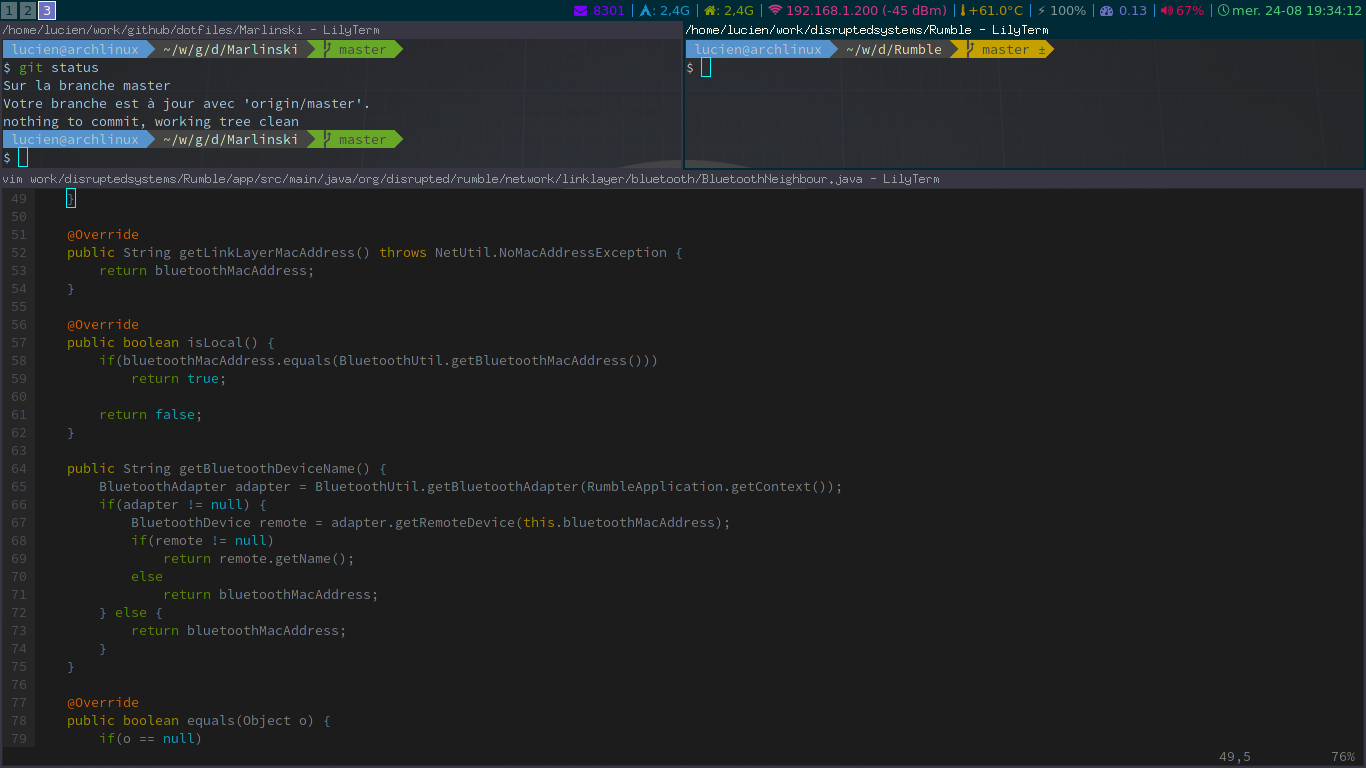 1 2 3 8301 | : 2,4G | : 2,4G | 192.168.1.200 (-45 dBm) | +61.0°C | ⚡ 100% | 0.13 | 67% | mer. 24-08 19:34:12
/home/lucien/work/github/dotfiles/Marlinski - LilyTerm
lucien@archlinux ~/w/g/d/Marlinski master
$ git status
Sur la branche master
Votre branche est à jour avec 'origin/master'.
nothing to commit, working tree clean
lucien@archlinux ~/w/g/d/Marlinski master
$
/home/lucien/work/disruptedsystems/Rumble - LilyTerm
lucien@archlinux ~/w/d/Rumble master ±
$
vim work/disruptedsystems/Rumble/app/src/main/java/org/disrupted/rumble/network/linklayer/bluetooth/BluetoothNeighbour.java - LilyTerm
49     }
50
51     @Override
52     public String getLinkLayerMacAddress() throws NetUtil.NoMacAddressException {
53         return bluetoothMacAddress;
54     }
55
56     @Override
57     public boolean isLocal() {
58         if(bluetoothMacAddress.equals(BluetoothUtil.getBluetoothMacAddress()))
59             return true;
60
61         return false;
62     }
63
64     public String getBluetoothDeviceName() {
65         BluetoothAdapter adapter = BluetoothUtil.getBluetoothAdapter(RumbleApplication.getContext());
66         if(adapter != null) {
67             BluetoothDevice remote = adapter.getRemoteDevice(this.bluetoothMacAddress);
68             if(remote != null)
69                 return remote.getName();
70             else
71                 return bluetoothMacAddress;
72         } else {
73             return bluetoothMacAddress;
74         }
75     }
76
77     @Override
78     public boolean equals(Object o) {
79         if(o == null)
49,5 76%